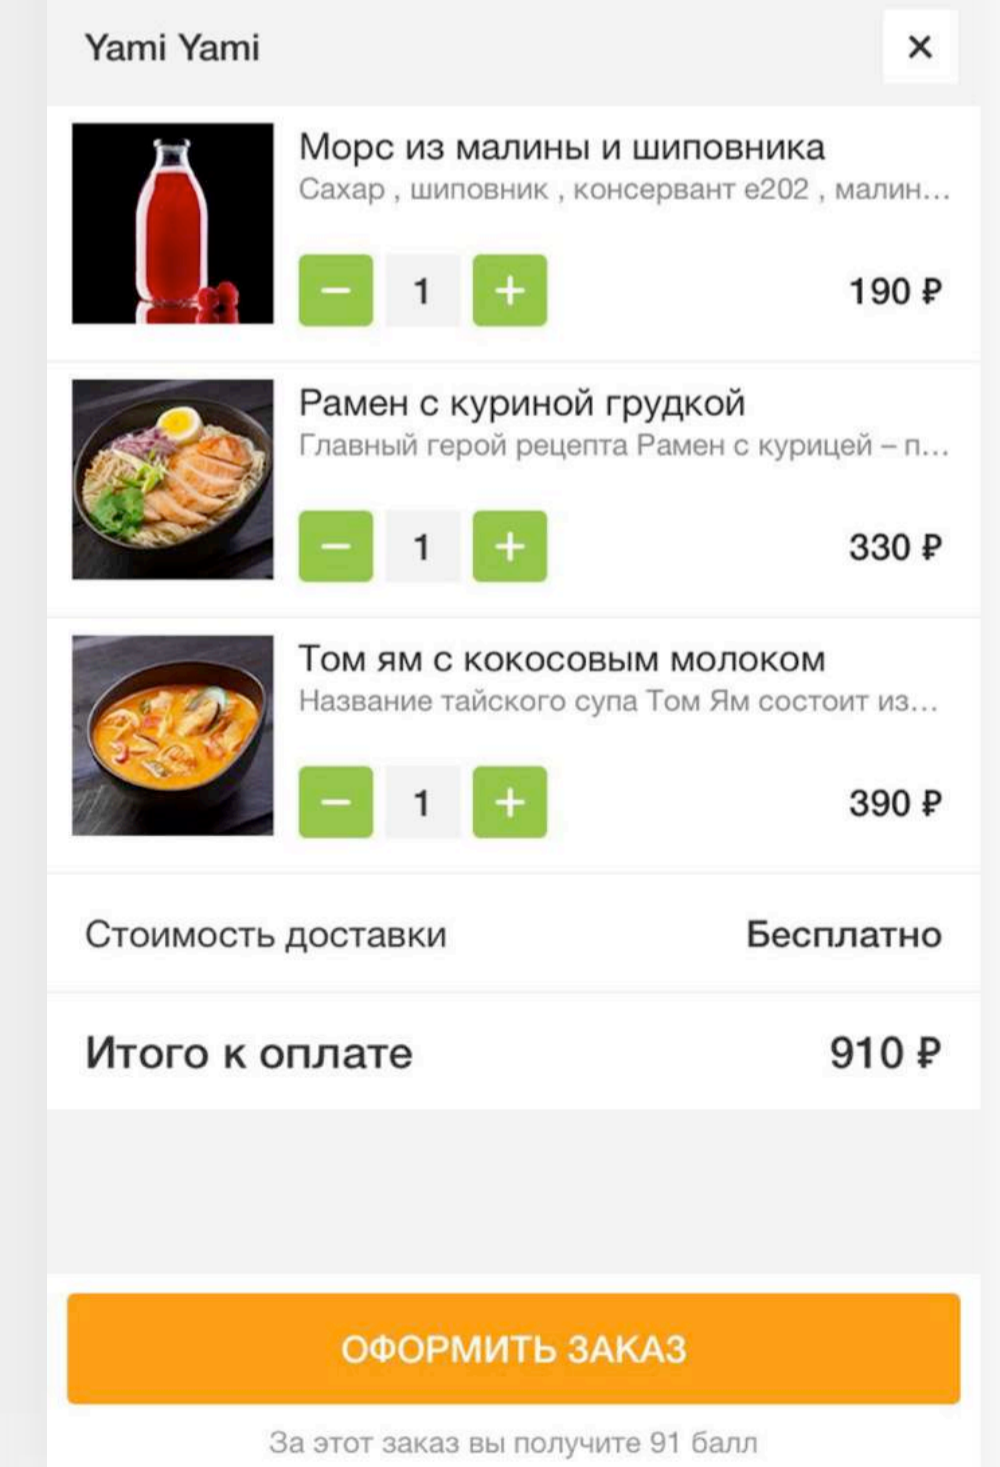 Yami Yami
Морс из малины и шиповника
Сахар , шиповник , консервант е202 , малин...
1
190 ₽
Рамен с куриной грудкой
Главный герой рецепта Рамен с курицей – п...
1
330 ₽
Том ям с кокосовым молоком
Название тайского супа Том Ям состоит из...
1
390 ₽
Стоимость доставки Бесплатно
Итого к оплате 910 ₽
ОФОРМИТЬ ЗАКАЗ
За этот заказ вы получите 91 балл